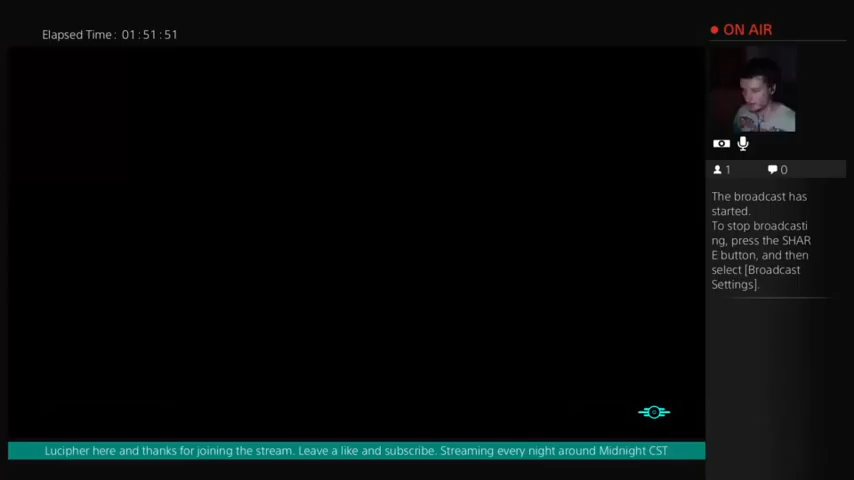 Elapsed Time: 01:51:51
ON AIR
1 0
The broadcast has
started.
To stop broadcasti
ng, press the SHAR
E button, and then
select [Broadcast
Settings].
Lucipher here and thanks for joining the stream. Leave a like and subscribe. Streaming every night around Midnight CST